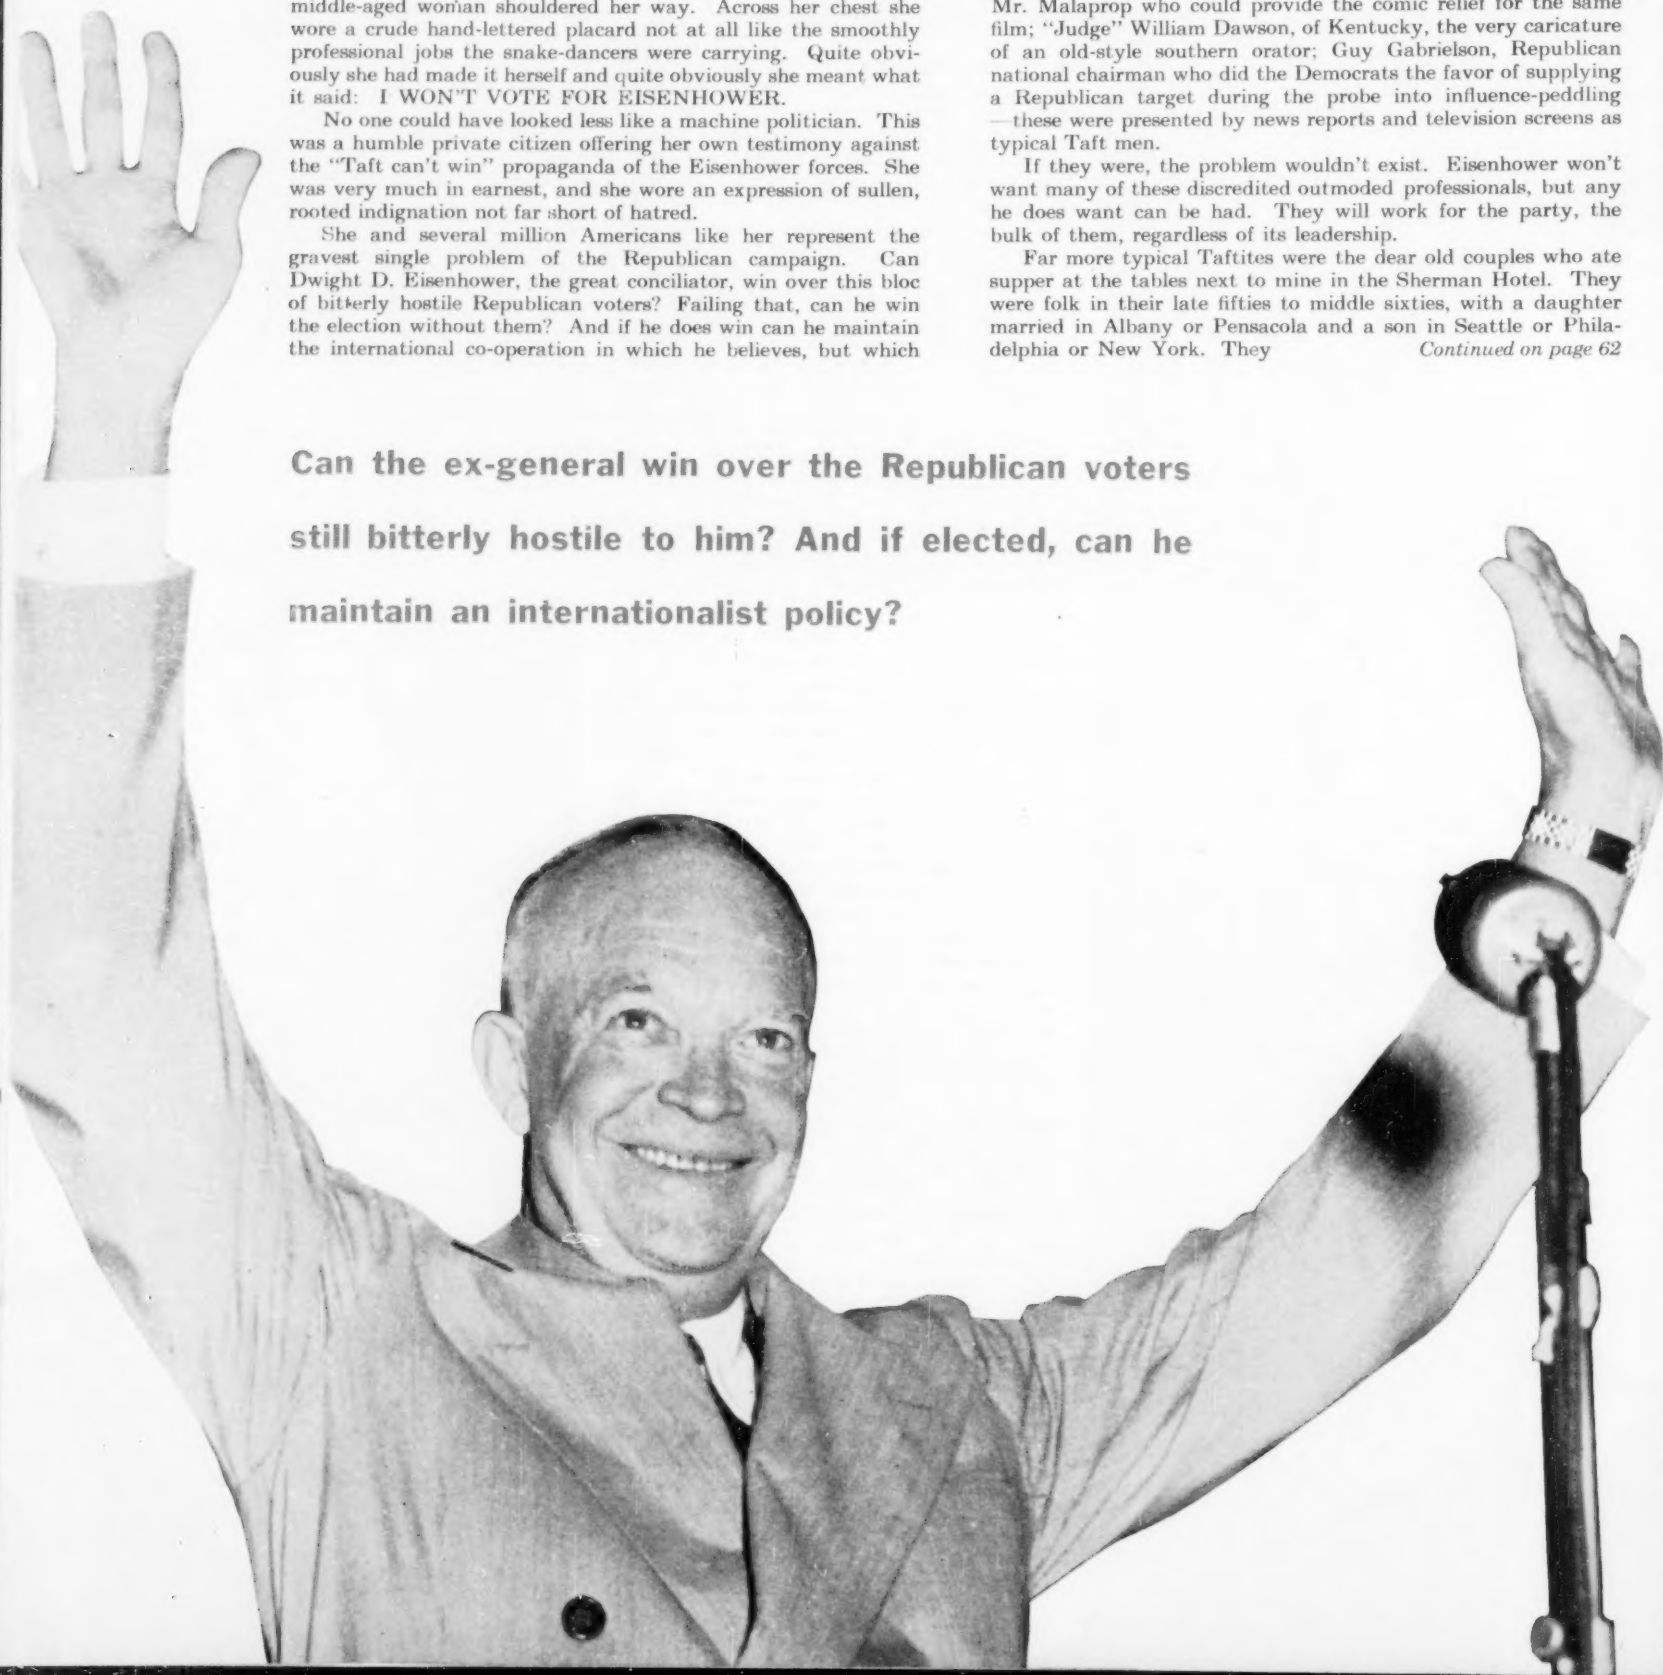 middle-aged woman shouldered her way. Across her chest she
wore a crude hand-lettered placard not at all like the smoothly
professional jobs the snake-dancers were carrying. Quite obvi-
ously she had made it herself and quite obviously she meant what
it said: I WON'T VOTE FOR EISENHOWER.
No one could have looked less like a machine politician. This
was a humble private citizen offering her own testimony against
the “Taft can't win” propaganda of the Eisenhower forces. She
was very much in earnest, and she wore an expression of sullen,
rooted indignation not far short of hatred.
She and several million Americans like her represent the
gravest single problem of the Republican campaign. Can
Dwight D. Eisenhower, the great conciliator, win over this bloc
of bitterly hostile Republican voters? Failing that, can he win
the election without them? And if he does win can he maintain
the international co-operation in which he believes, but which
Mr. Malaprop who could provide the comic relief for the same
film; “Judge” William Dawson, of Kentucky, the very caricature
of an old-style southern orator; Guy Gabrielson, Republican
national chairman who did the Democrats the favor of supplying
a Republican target during the probe into influence-peddling
—these were presented by news reports and television screens as
typical Taft men.
If they were, the problem wouldn't exist. Eisenhower won't
want many of these discredited outmoded professionals, but any
he does want can be had. They will work for the party, the
bulk of them, regardless of its leadership.
Far more typical Taftites were the dear old couples who ate
supper at the tables next to mine in the Sherman Hotel. They
were folk in their late fifties to middle sixties, with a daughter
married in Albany or Pensacola and a son in Seattle or Phila-
delphia or New York. They Continued on page 62
Can the ex-general win over the Republican voters
still bitterly hostile to him? And if elected, can he
maintain an internationalist policy?